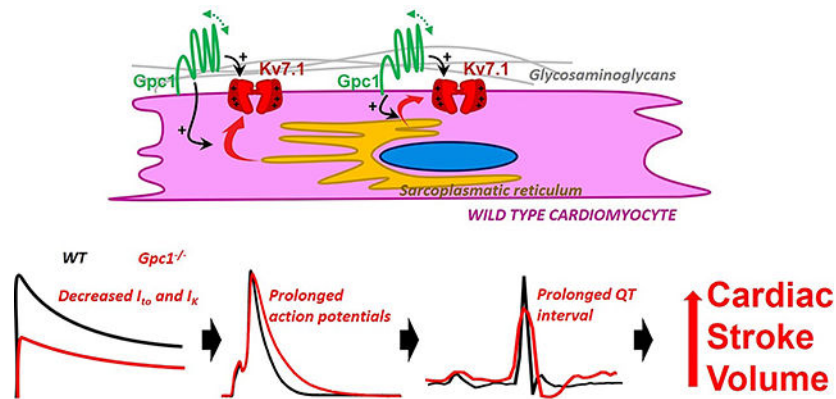 Gpc1
Kv7.1
Gpc1
Kv7.1
Glycosaminoglycans
+
+
+
+
Sarcoplasmatic reticulum
WILD TYPE CARDIOMYOCYTE
WT
Gpc1-/-
Decreased Ito and IK
Prolonged
action potentials
Prolonged QT
interval
Cardiac
Stroke
Volume